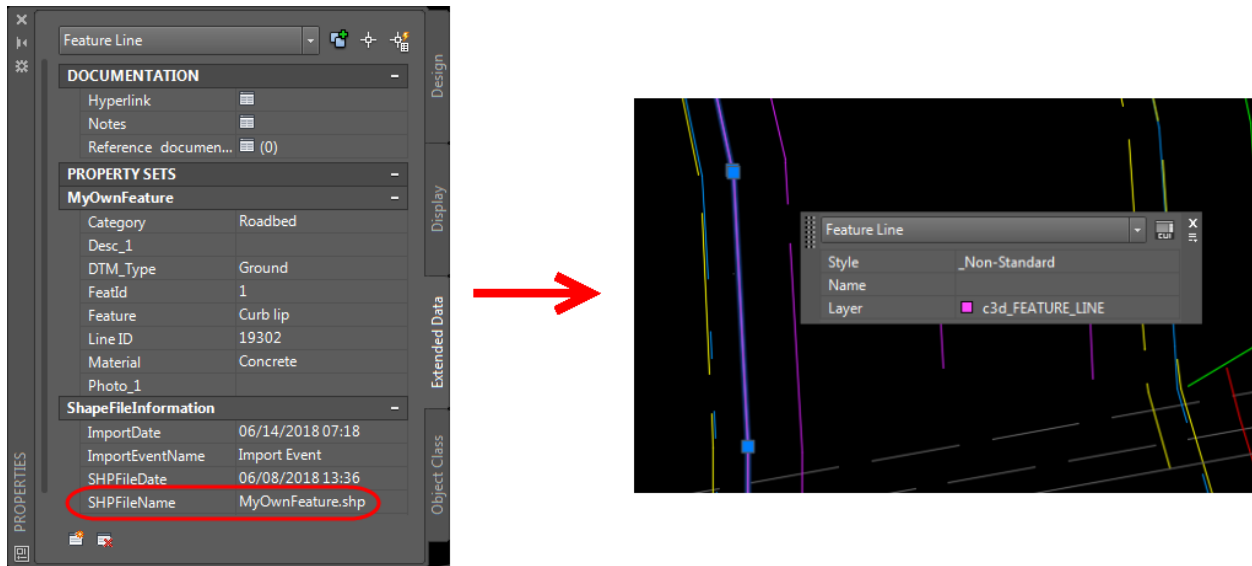 Feature Line
DOCUMENTATION
Hyperlink
Notes
Reference documen... (0)
PROPERTY SETS
MyOwnFeature
Category Roadbed
Desc_1
DTM_Type Ground
FeatId 1
Feature Curb lip
Line ID 19302
Material Concrete
Photo_1
ShapeFileInformation
ImportDate 06/14/2018 07:18
ImportEventName Import Event
SHPFileDate 06/08/2018 13:36
SHPFileName MyOwnFeature.shp
PROPERTIES
Design
Display
Extended Data
Object Class
Feature Line
CUI
Style _Non-Standard
Name
Layer c3d_FEATURE_LINE